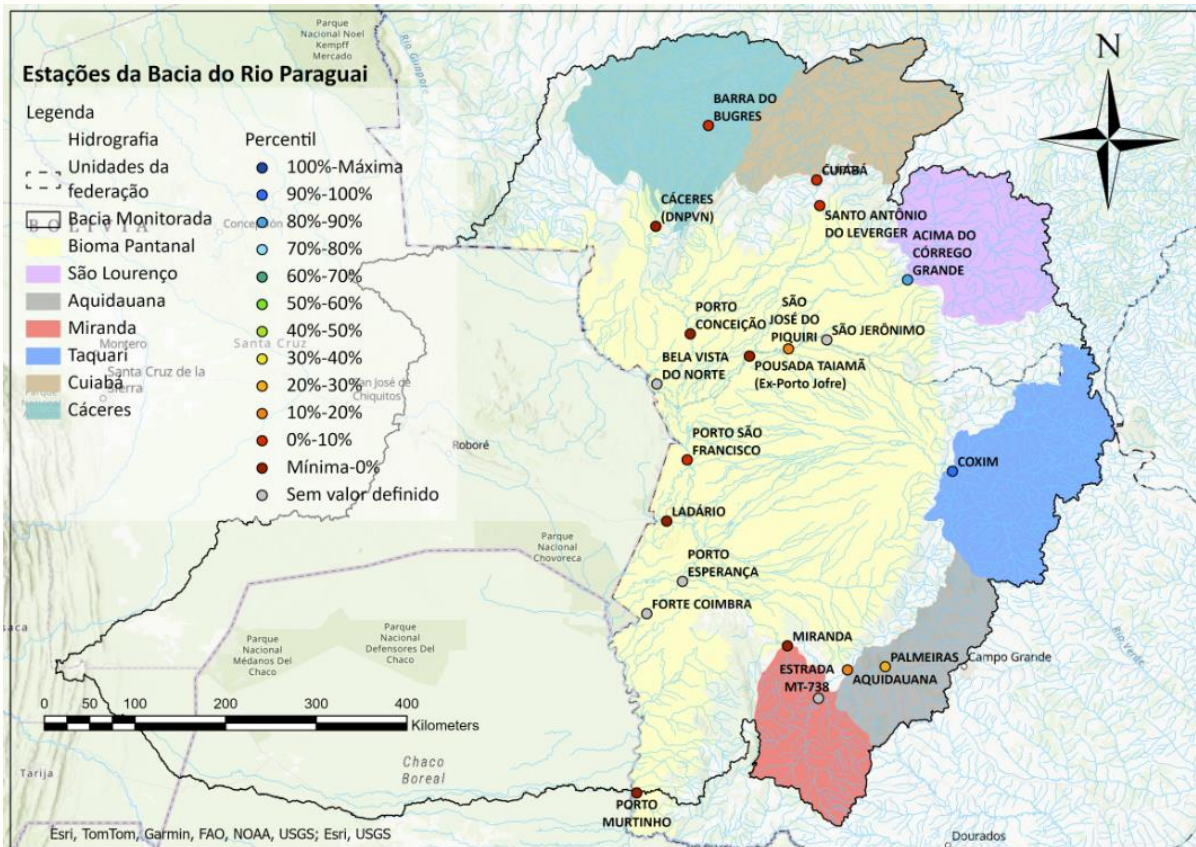 Parque
Nacional Noel
Kempff
Mercado
Rio Guaporé
N
Estações da Bacia do Rio Paraguai
Legenda
Hidrografia
Unidades da
federação
Bacia Monitorada
BOLIVIA
Concepción
Bioma Pantanal
São Lourenço
Aquidauana
Miranda
Montero
Santa Cruz
Taquari
Santa Cruz de la
Sierra
San José de
Chiquitos
Cuiabá
Cáceres
Percentil
100%-Máxima
90%-100%
80%-90%
70%-80%
60%-70%
50%-60%
40%-50%
30%-40%
20%-30%
10%-20%
0%-10%
Mínima-0%
Sem valor definido
BARRA DO
BUGRES
CUIABÁ
CÁCERES
(DNPVN)
SANTO ANTÔNIO
DO LEVERGER
ACIMA DO
CÓRREGO
GRANDE
PORTO
CONCEIÇÃO
SÃO
JOSÉ DO
PIQUIRI
SÃO JERÔNIMO
BELA VISTA
DO NORTE
POUSADA TAIAMÃ
(Ex-Porto Jofre)
Roboré
PORTO SÃO
FRANCISCO
COXIM
LADÁRIO
Parque
Nacional
Chovoreca
PORTO
ESPERANÇA
FORTE COIMBRA
Parque
Nacional
Médanos Del
Chaco
Parque
Nacional
Defensores Del
Chaco
Rio Verde
MIRANDA
ESTRADA
MT-738
PALMEIRAS
Campo Grande
AQUIDAUANA
0 50 100 200 300 400
Kilometers
Tarija
Chaco
Boreal
PORTO
MURTINHO
Dourados
Esri, TomTom, Garmin, FAO, NOAA, USGS; Esri, USGS